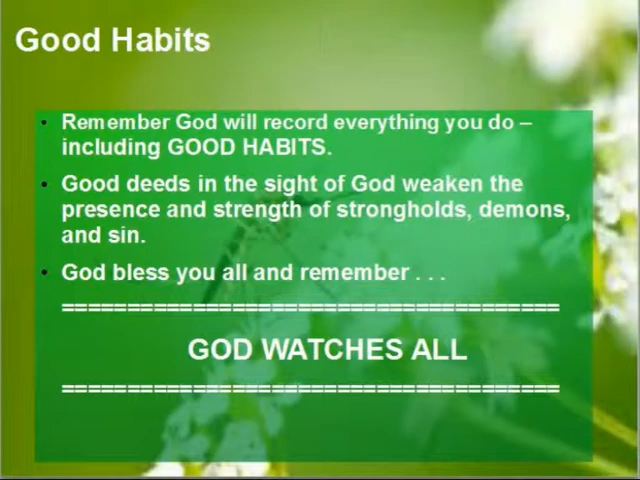 Good Habits
• Remember God will record everything you do –
including GOOD HABITS.
• Good deeds in the sight of God weaken the
presence and strength of strongholds, demons,
and sin.
• God bless you all and remember . . .
======================================
GOD WATCHES ALL
======================================